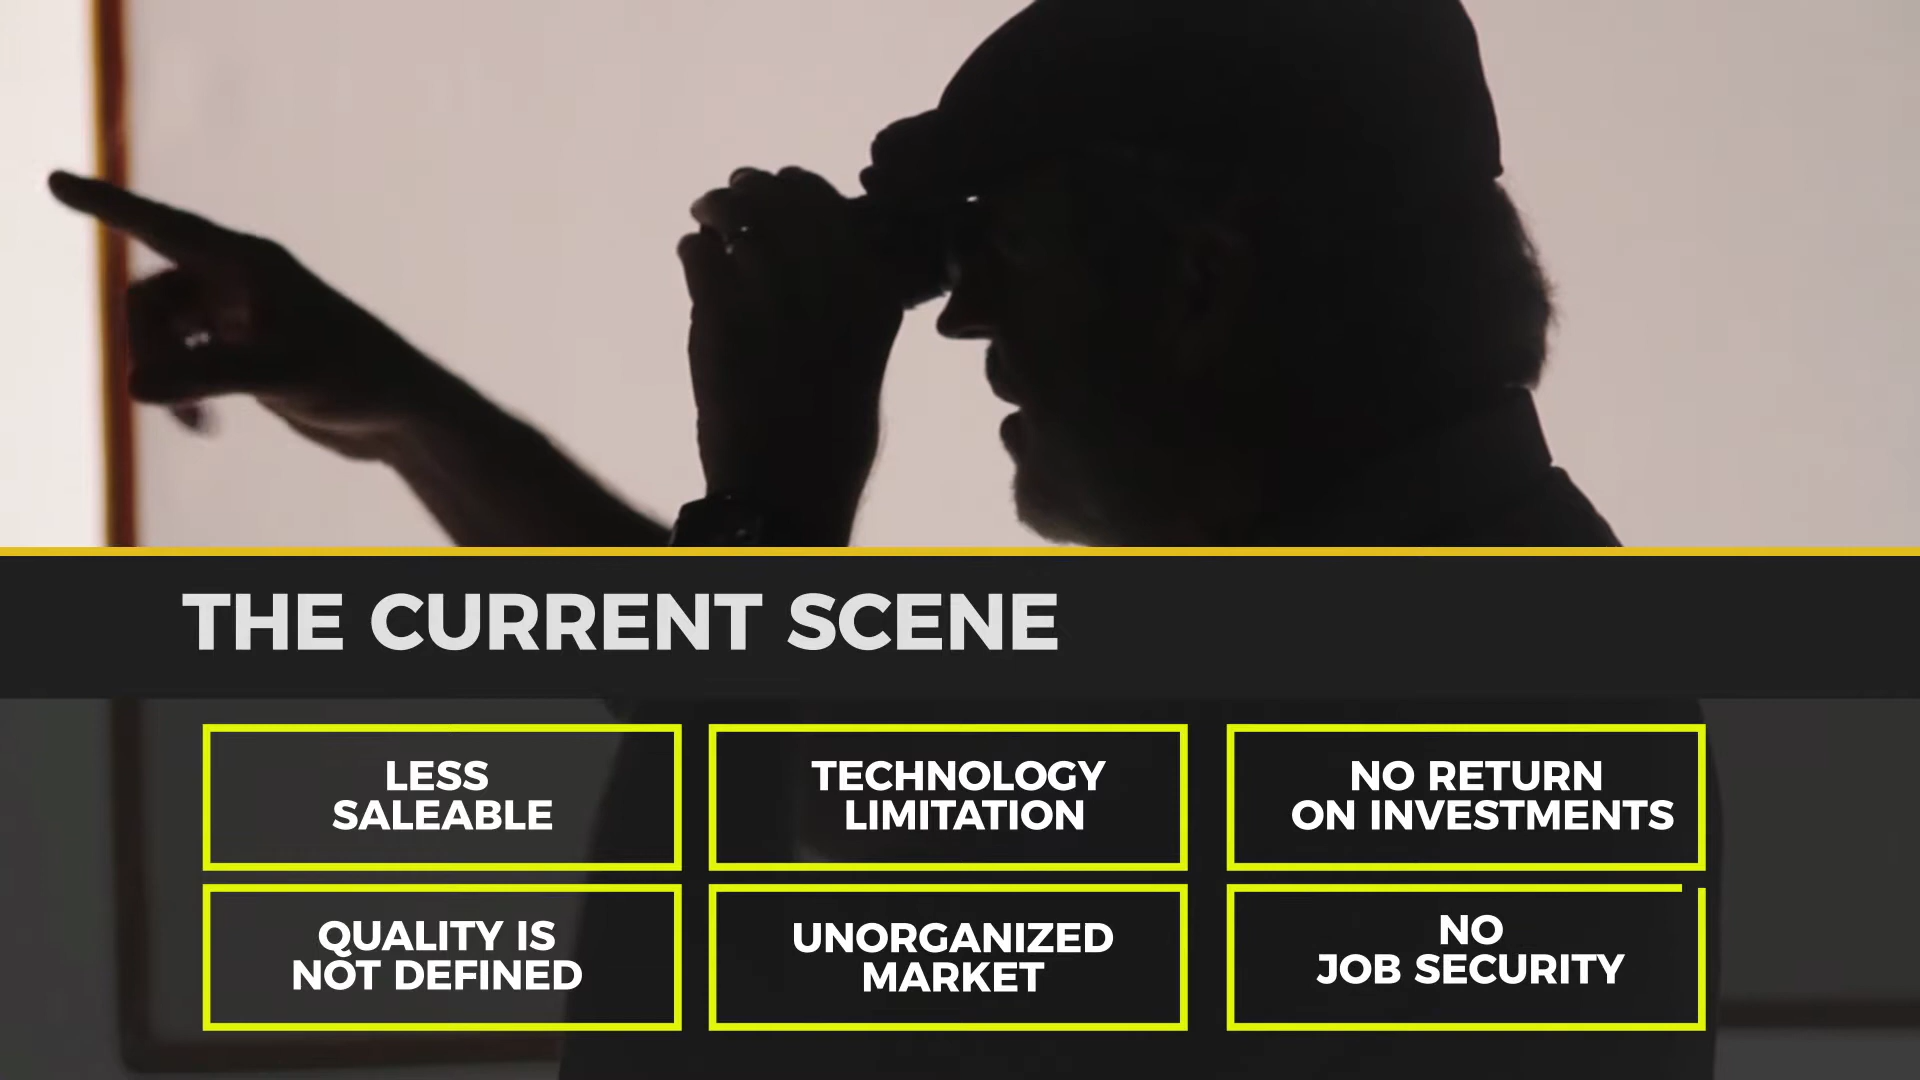 THE CURRENT SCENE
LESS
SALEABLE
TECHNOLOGY
LIMITATION
NO RETURN
ON INVESTMENTS
QUALITY IS
NOT DEFINED
UNORGANIZED
MARKET
NO
JOB SECURITY